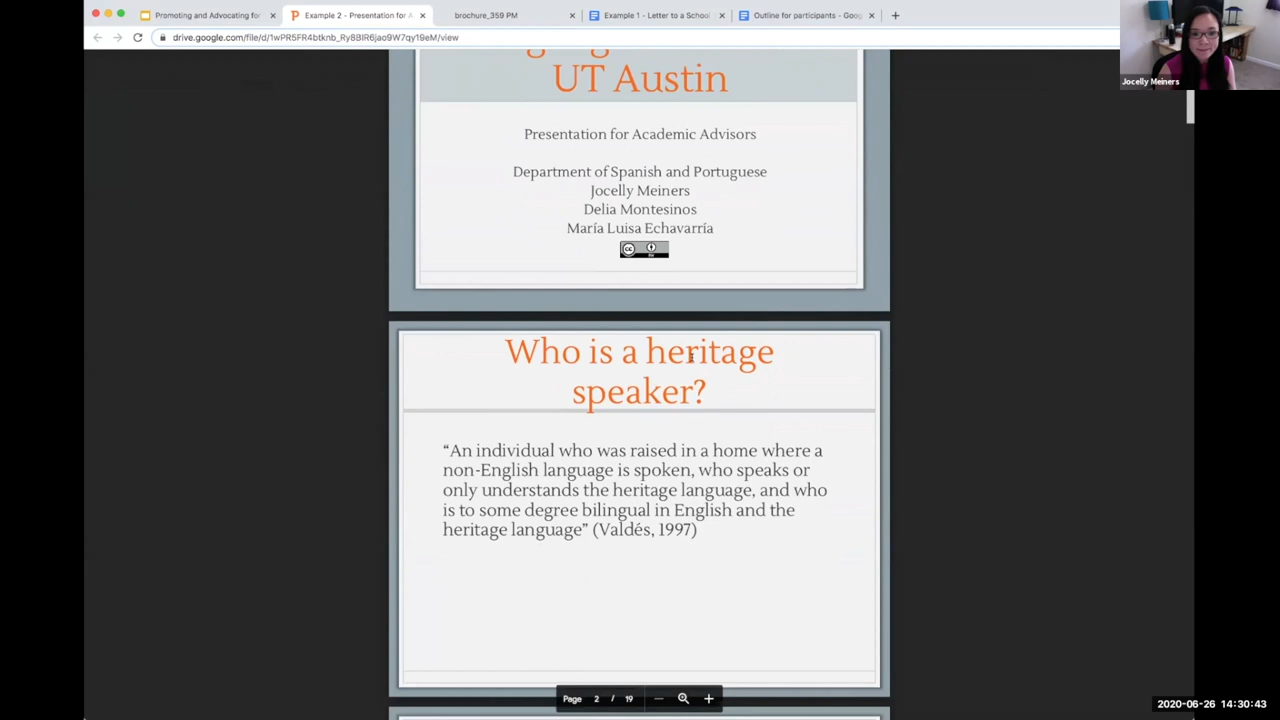 Promoting and Advocating for
Example 2 - Presentation for A
brochure_359 PM
Example 1 - Letter to a School
Outline for participants - Goog
drive.google.com/file/d/1wPR5FR4btknb_Ry8BIR6jao9W7qy19eM/view
Jocelly Meiners
UT Austin
Presentation for Academic Advisors
Department of Spanish and Portuguese
Jocelly Meiners
Delia Montesinos
María Luisa Echavarría
cc
BY
Who is a heritage
speaker?
“An individual who was raised in a home where a
non-English language is spoken, who speaks or
only understands the heritage language, and who
is to some degree bilingual in English and the
heritage language” (Valdés, 1997)
Page 2 / 19
2020-06-26 14:30:43